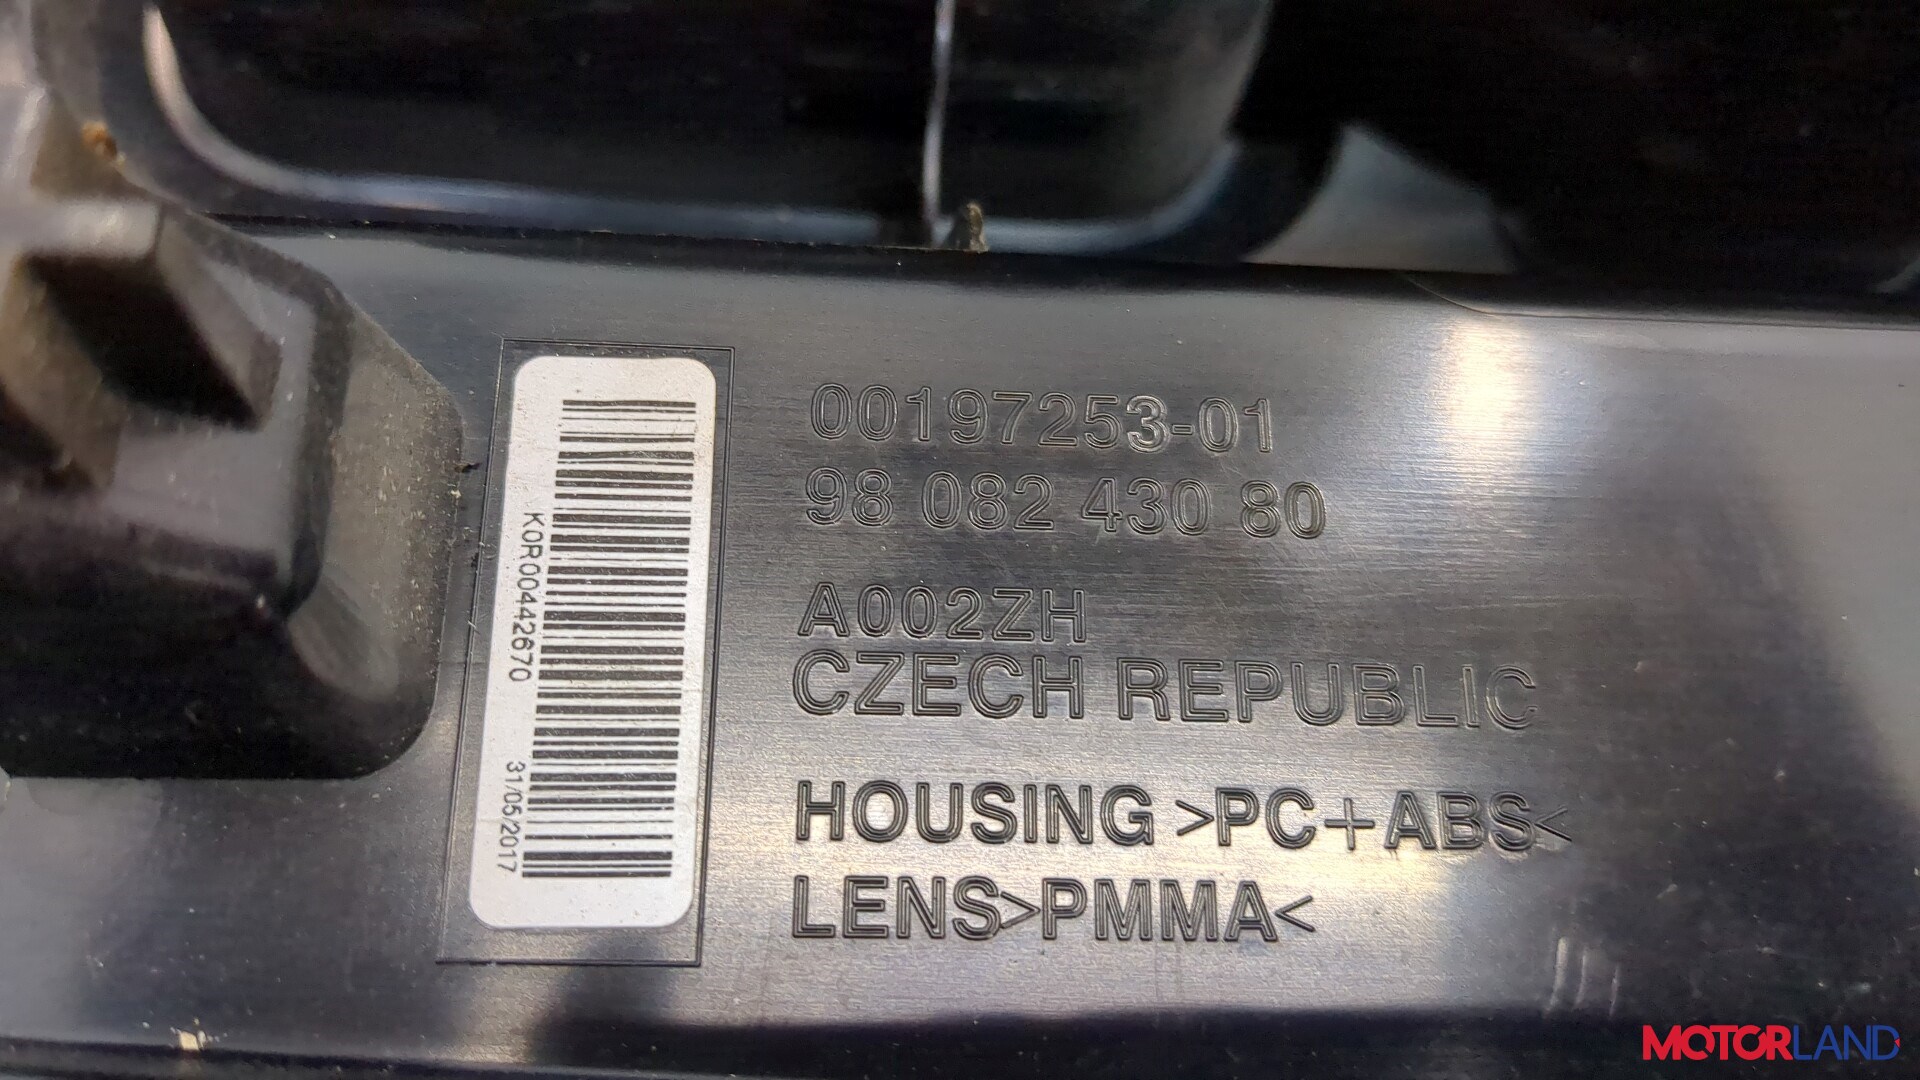 00197253-01
98 082 430 80
A002ZH
CZECH REPUBLIC
HOUSING >PC+ABS<
LENS>PMMA<
K0R00442670
31/05/2017
MOTORLAND